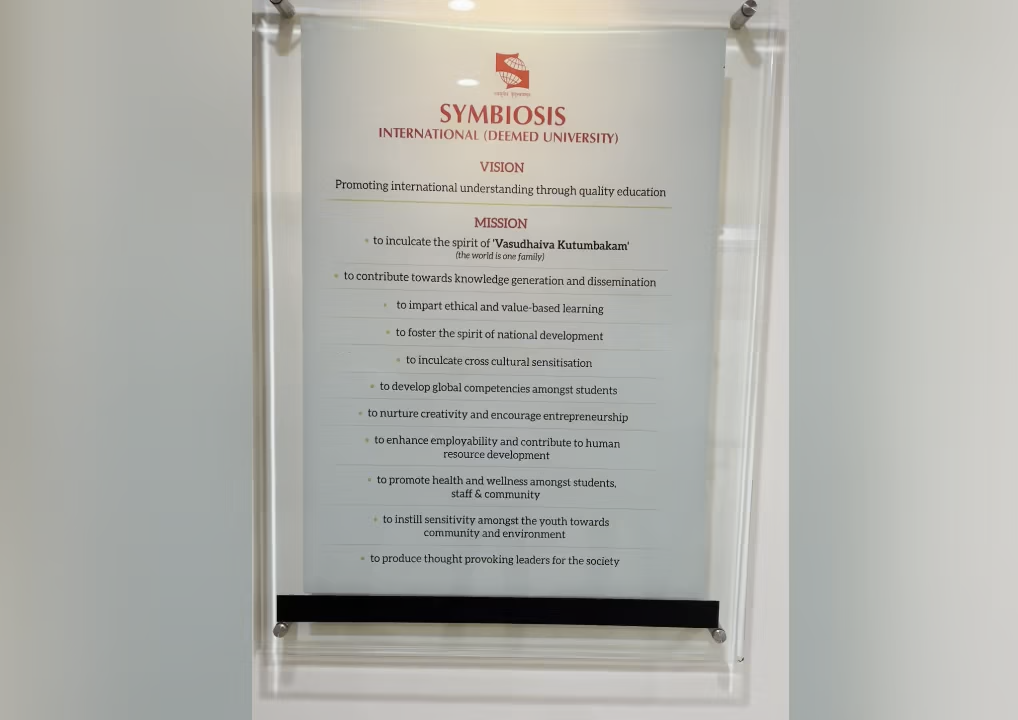 SYMBIOSIS
INTERNATIONAL (DEEMED UNIVERSITY)
VISION
Promoting international understanding through quality education
MISSION
to inculcate the spirit of 'Vasudhaiva Kutumbakam'
(the world is one family)
to contribute towards knowledge generation and dissemination
to impart ethical and value-based learning
to foster the spirit of national development
to inculcate cross cultural sensitisation
to develop global competencies amongst students
to nurture creativity and encourage entrepreneurship
to enhance employability and contribute to human
resource development
to promote health and wellness amongst students,
staff & community
to instill sensitivity amongst the youth towards
community and environment
to produce thought provoking leaders for the society